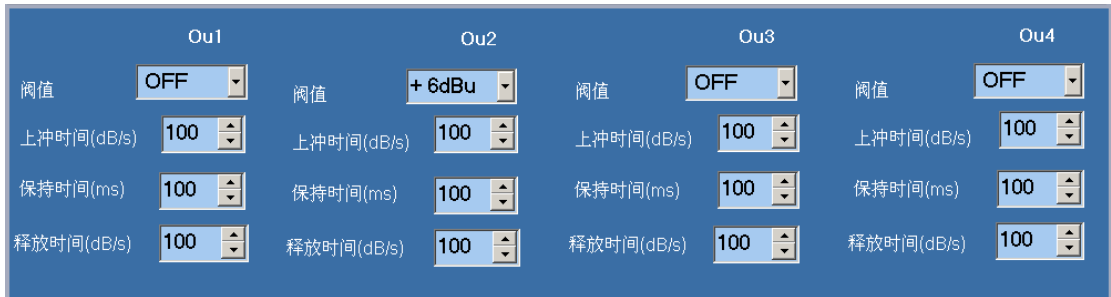 Ou1 Ou2 Ou3 Ou4
阀值 OFF 阀值 + 6dBu 阀值 OFF 阀值 OFF
上冲时间(dB/s) 100 上冲时间(dB/s) 100 上冲时间(dB/s) 100 上冲时间(dB/s) 100
保持时间(ms) 100 保持时间(ms) 100 保持时间(ms) 100 保持时间(ms) 100
释放时间(dB/s) 100 释放时间(dB/s) 100 释放时间(dB/s) 100 释放时间(dB/s) 100